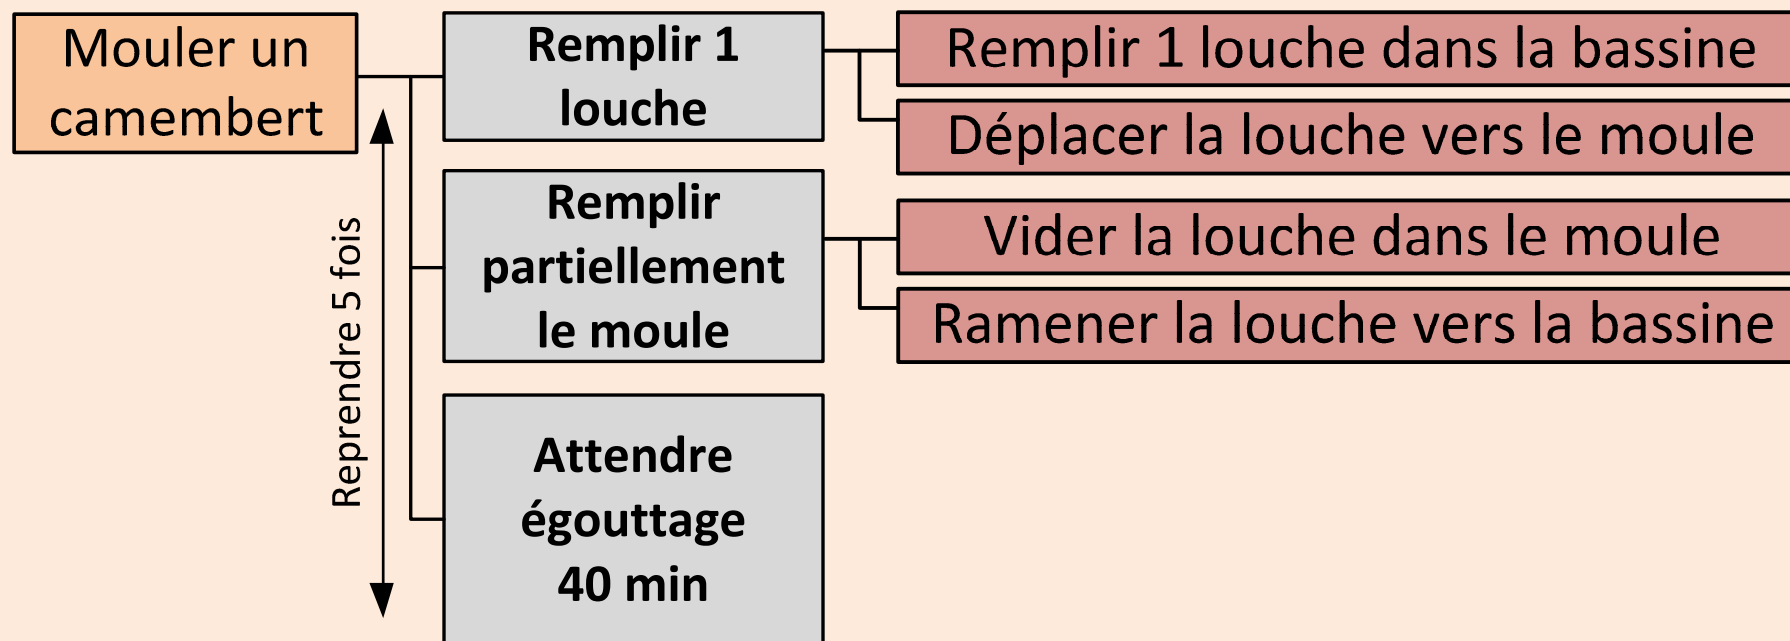 Mouler un
camembert
Reprendre 5 fois
Remplir 1
louche
Remplir 1 louche dans la bassine
Déplacer la louche vers le moule
Remplir
partiellement
le moule
Vider la louche dans le moule
Ramener la louche vers la bassine
Attendre
égouttage
40 min